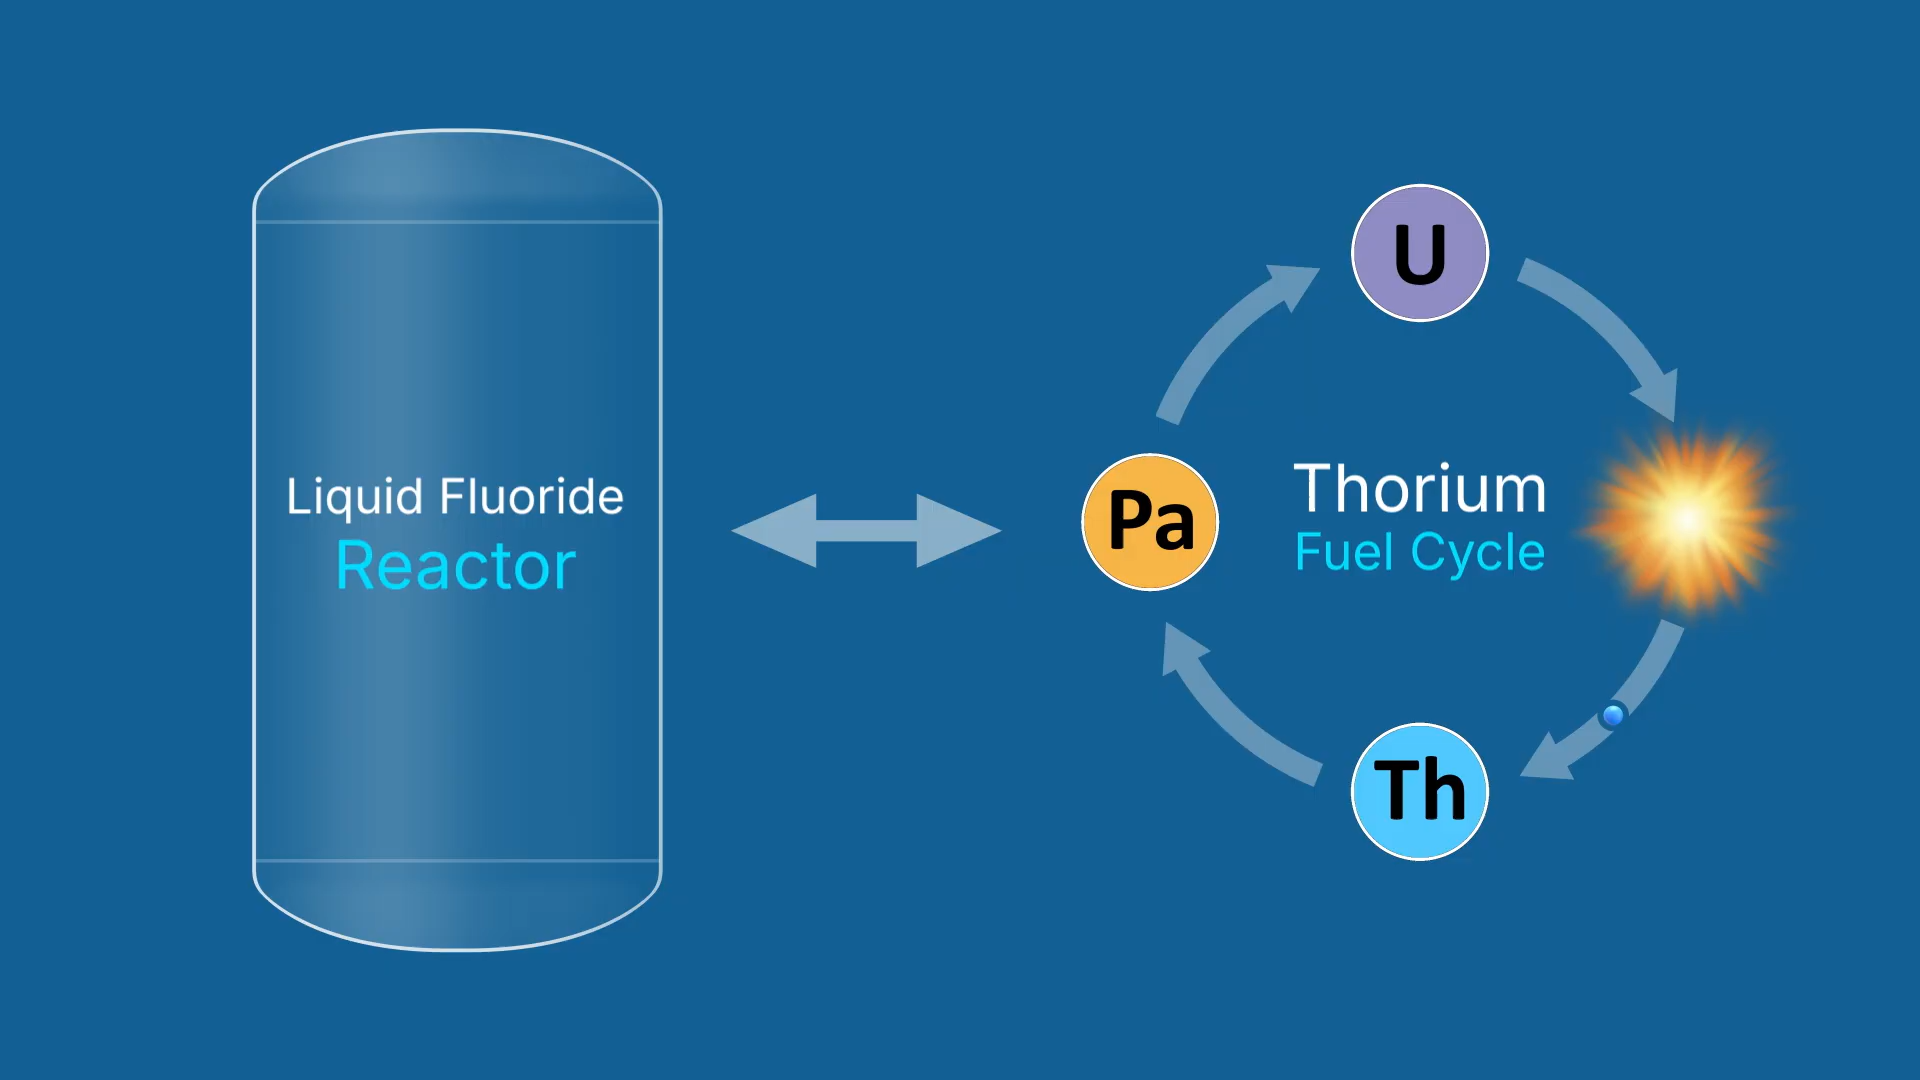 Liquid Fluoride
Reactor
U
Pa
Thorium
Fuel Cycle
Th